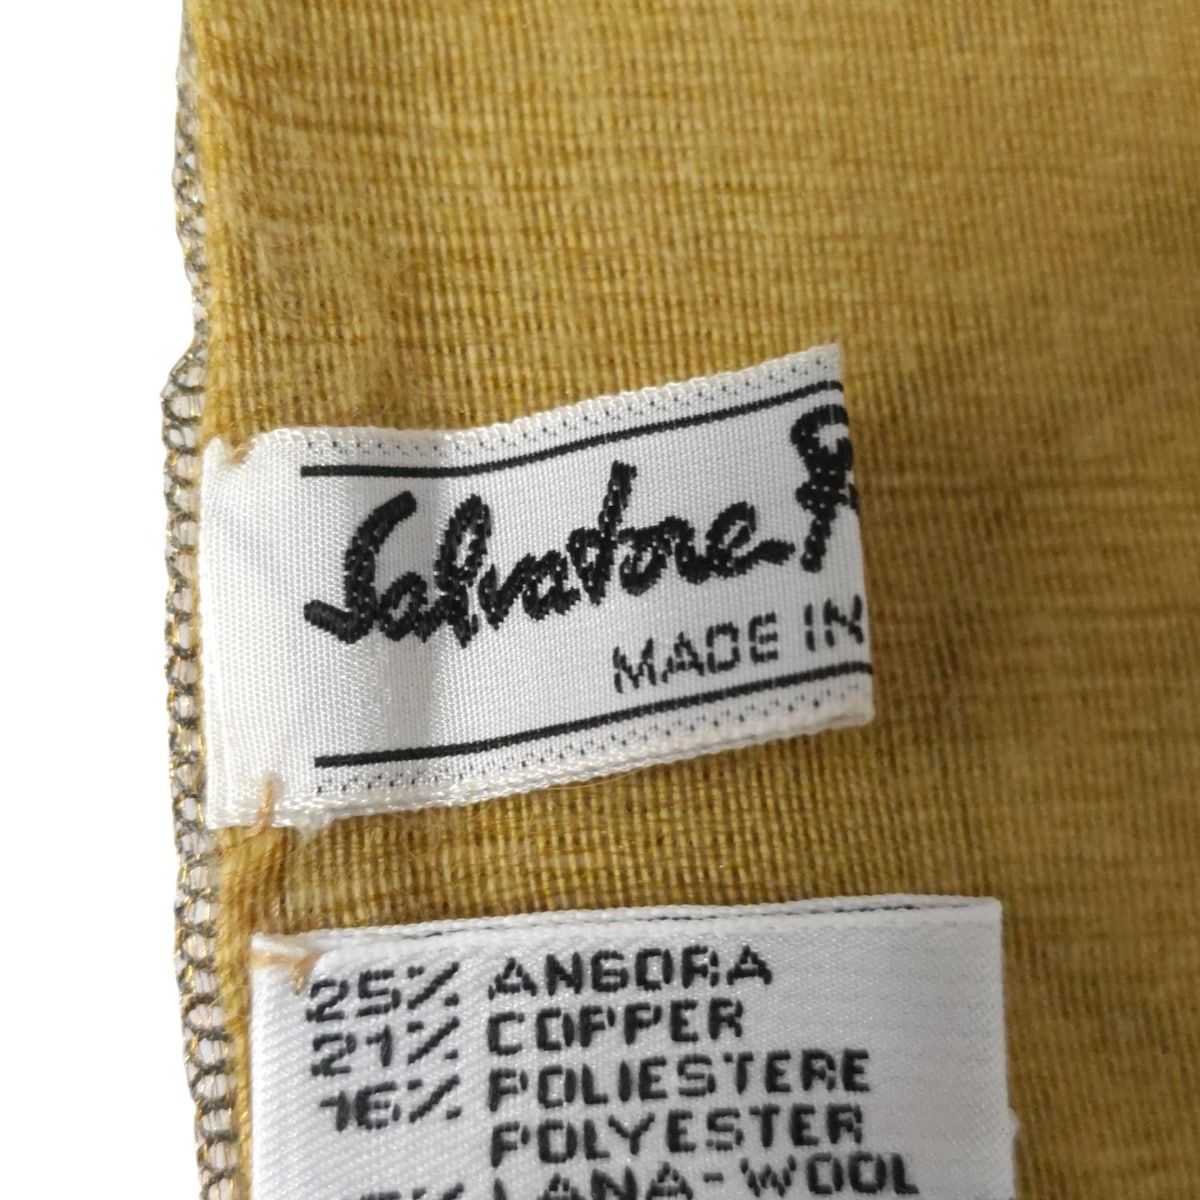 Salvatore F
MADE IN
25% ANGORA
21% COPPER
16% POLIESTERE
POLYESTER
LANA-WOOL